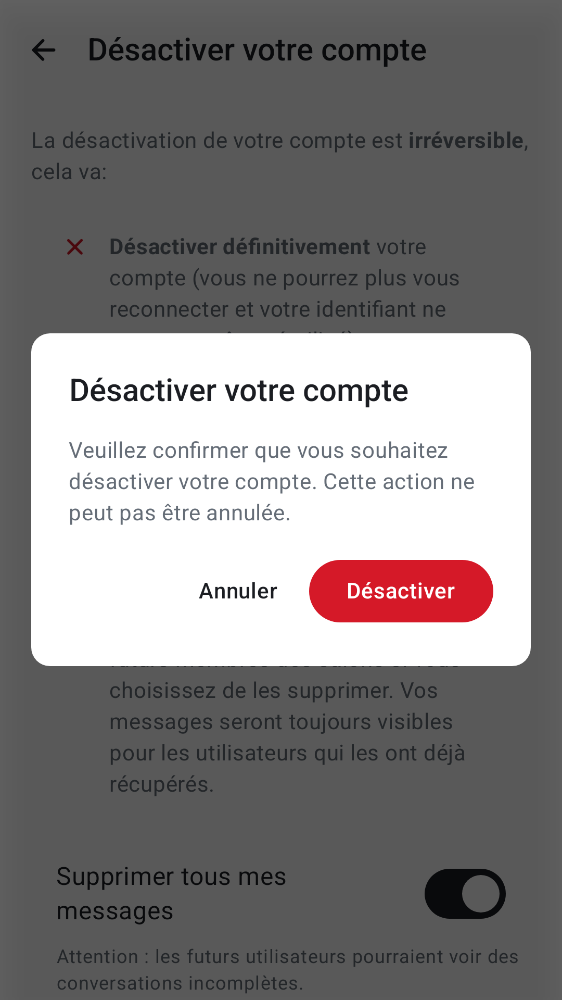 Désactiver votre compte
La désactivation de votre compte est irréversible,
cela va:
Désactiver définitivement votre
compte (vous ne pourrez plus vous
reconnecter et votre identifiant ne
Désactiver votre compte
Veuillez confirmer que vous souhaitez
désactiver votre compte. Cette action ne
peut pas être annulée.
Annuler
Désactiver
choisissez de les supprimer. Vos
messages seront toujours visibles
pour les utilisateurs qui les ont déjà
récupérés.
Supprimer tous mes
messages
Attention : les futurs utilisateurs pourraient voir des
conversations incomplètes.